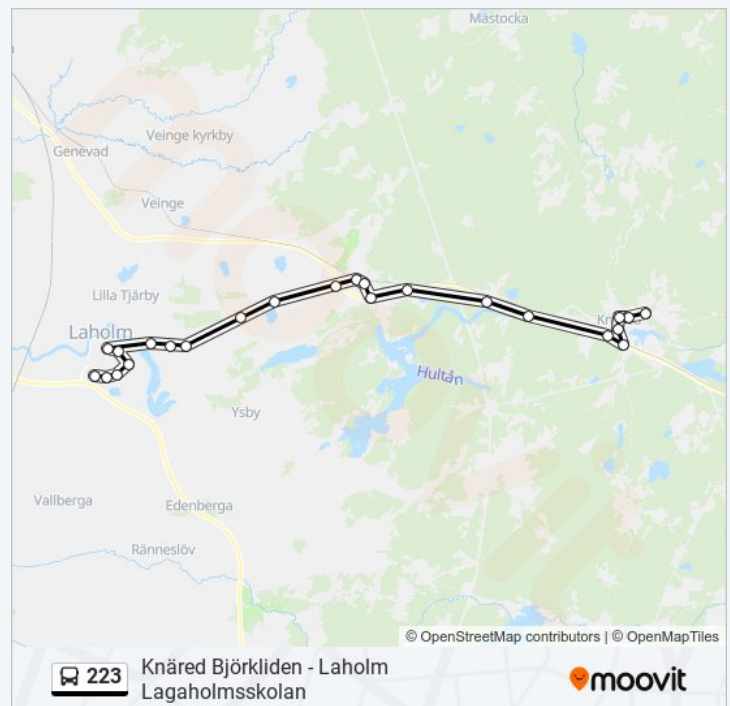 Mästocka
Veinge kyrkby
Genevad
Veinge
Lilla Tjärby
Laholm
Hultån
Ysby
Vallberga
Edenberga
Ränneslöv
© OpenStreetMap contributors | © OpenMapTiles
223
Knäred Björkliden - Laholm
Lagaholmsskolan
moovit